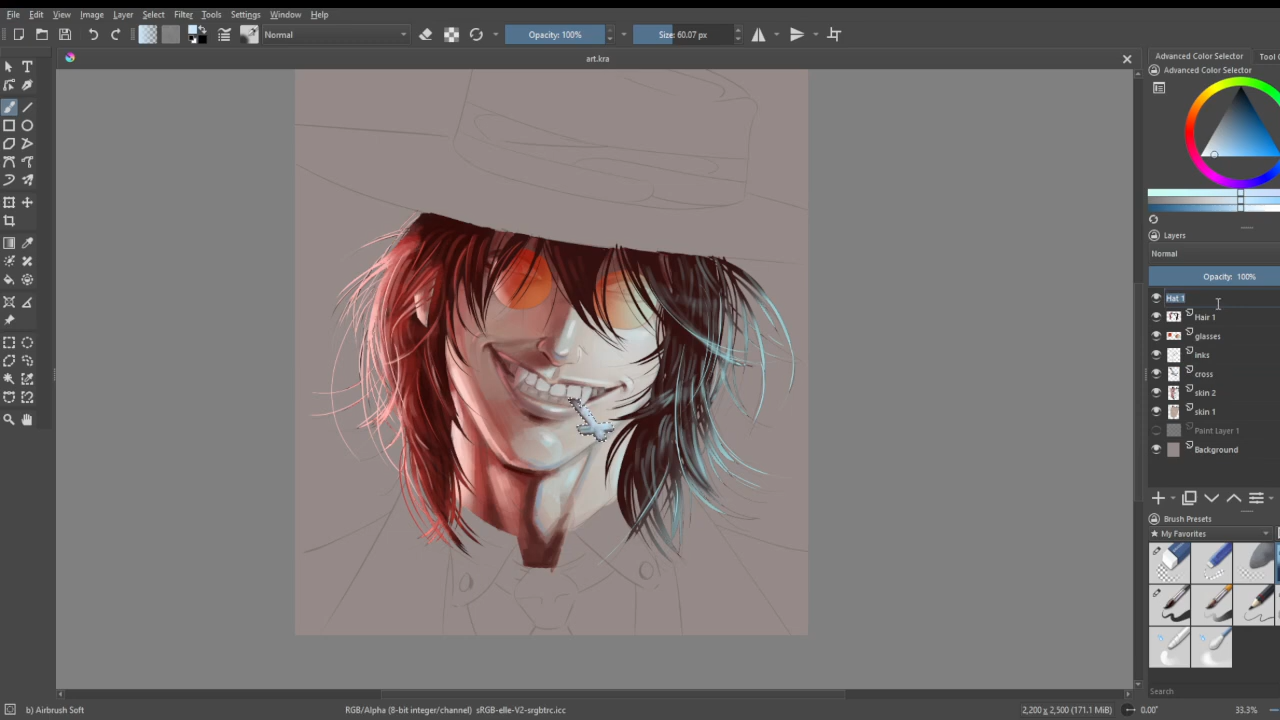 File Edit View Image Layer Select Filter Tools Settings Window Help
Normal Opacity: 100% Size: 60.07 px
art.kra
Advanced Color Selector Tool
Advanced Color Selector
Layers
Normal
Opacity: 100%
Hat 1
Hair 1
glasses
inks
cross
skin 2
skin 1
Paint Layer 1
Background
Brush Presets
★ My Favorites
Search
b) Airbrush Soft RGB/Alpha (8-bit integer/channel) sRGB-elle-V2-srgbtrc.icc 2,200 x 2,500 (171.1 MiB) 0.00° 33.3%